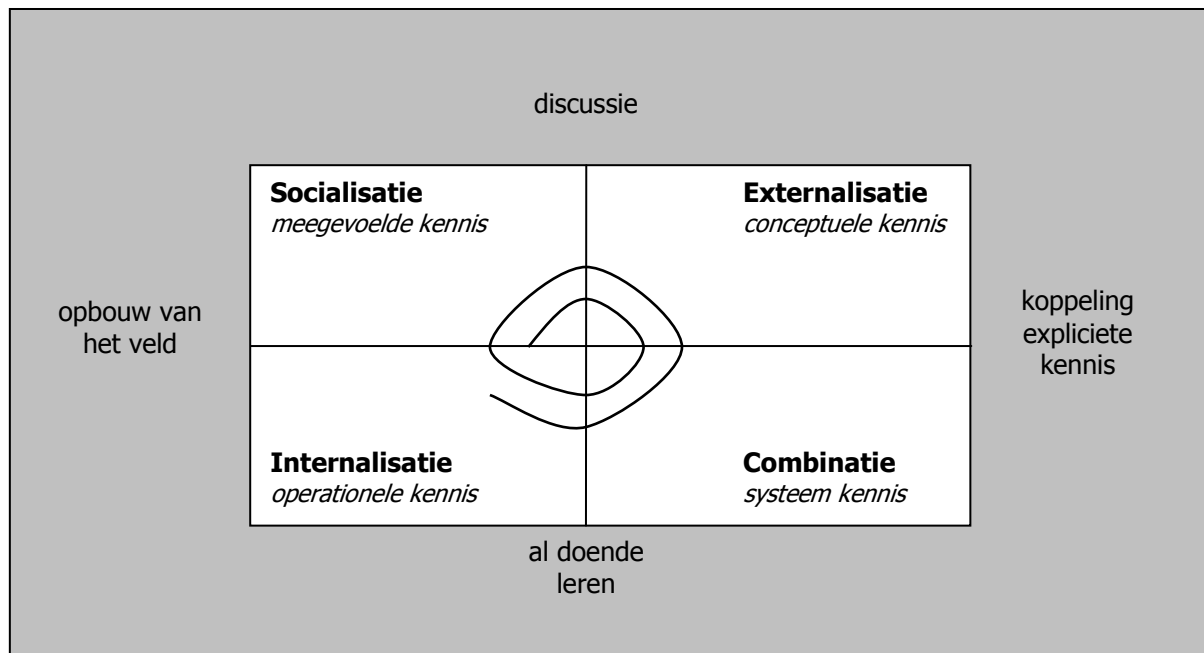 discussie
Socialisatie
meegevoelde kennis
Externalisatie
conceptuele kennis
opbouw van
het veld
koppeling
expliciete
kennis
Internalisatie
operationele kennis
Combinatie
systeem kennis
al doende
leren